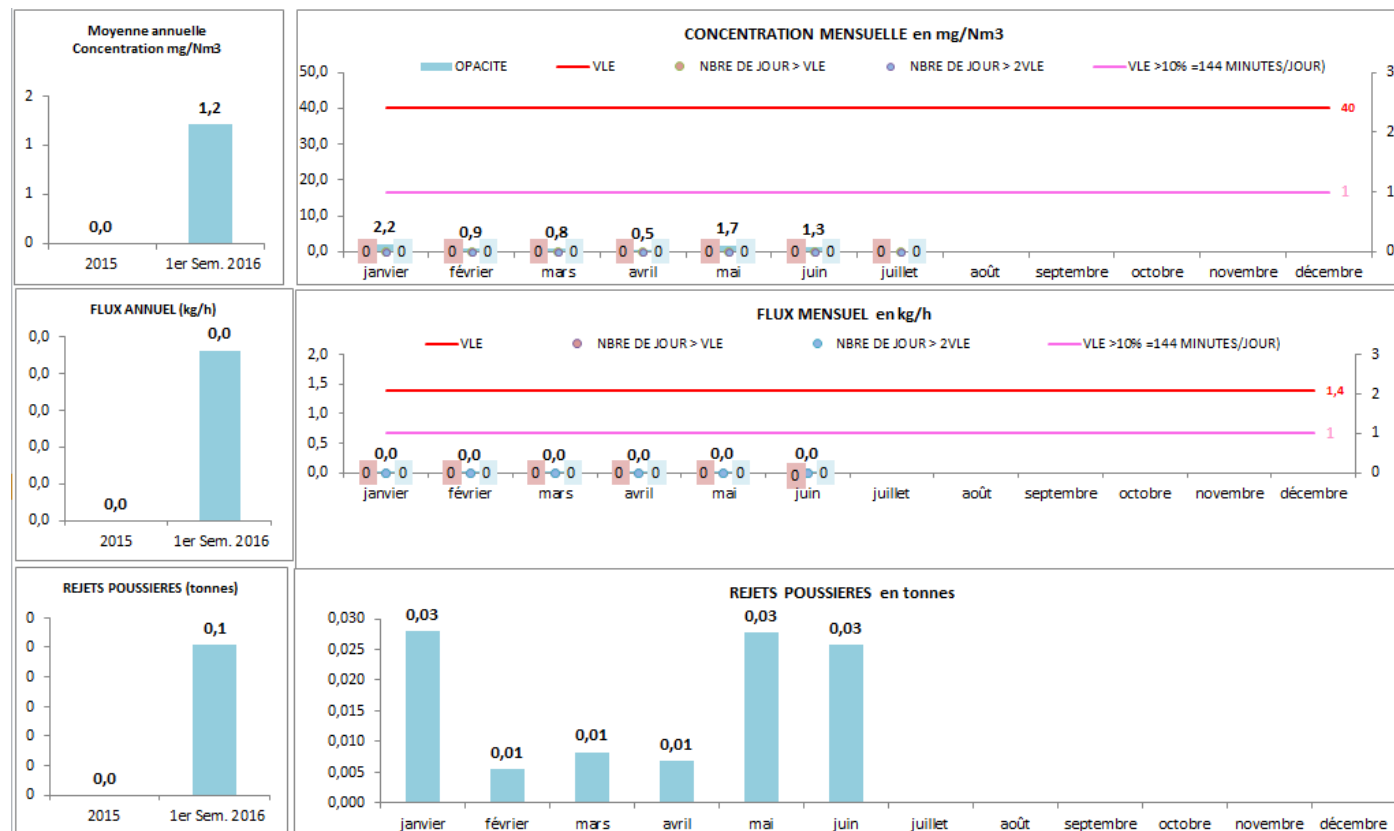 Moyenne annuelle
Concentration mg/Nm3
2
1
1
0
1,2
0,0
2015 1er Sem. 2016
CONCENTRATION MENSUELLE en mg/Nm3
OPACITE VLE NBRE DE JOUR > VLE NBRE DE JOUR > 2VLE VLE >10% =144 MINUTES/JOUR)
50,0
40,0
30,0
20,0
10,0
0,0
3
2
1
0
40
1
2,2 0,9 0,8 0,5 1,7 1,3
0 0 0 0 0 0 0 0 0 0 0 0 0 0
janvier février mars avril mai juin juillet août septembre octobre novembre décembre
FLUX ANNUEL (kg/h)
0,0
0,0
0,0
0,0
0,0
0,0
0,0
0,0
2015 1er Sem. 2016
FLUX MENSUEL en kg/h
VLE NBRE DE JOUR > VLE NBRE DE JOUR > 2VLE VLE >10% =144 MINUTES/JOUR)
2,0
1,5
1,0
0,5
0,0
3
2
1
0
1,4
1
0,0 0,0 0,0 0,0 0,0 0,0
0 0 0 0 0 0 0 0 0 0 0 0
janvier février mars avril mai juin juillet août septembre octobre novembre décembre
REJETS POUSSIERES (tonnes)
0
0
0
0
0
0
0
0,1
0,0
2015 1er Sem. 2016
REJETS POUSSIERES en tonnes
0,030
0,025
0,020
0,015
0,010
0,005
0,000
0,03 0,01 0,01 0,01 0,03 0,03
janvier février mars avril mai juin juillet août septembre octobre novembre décembre